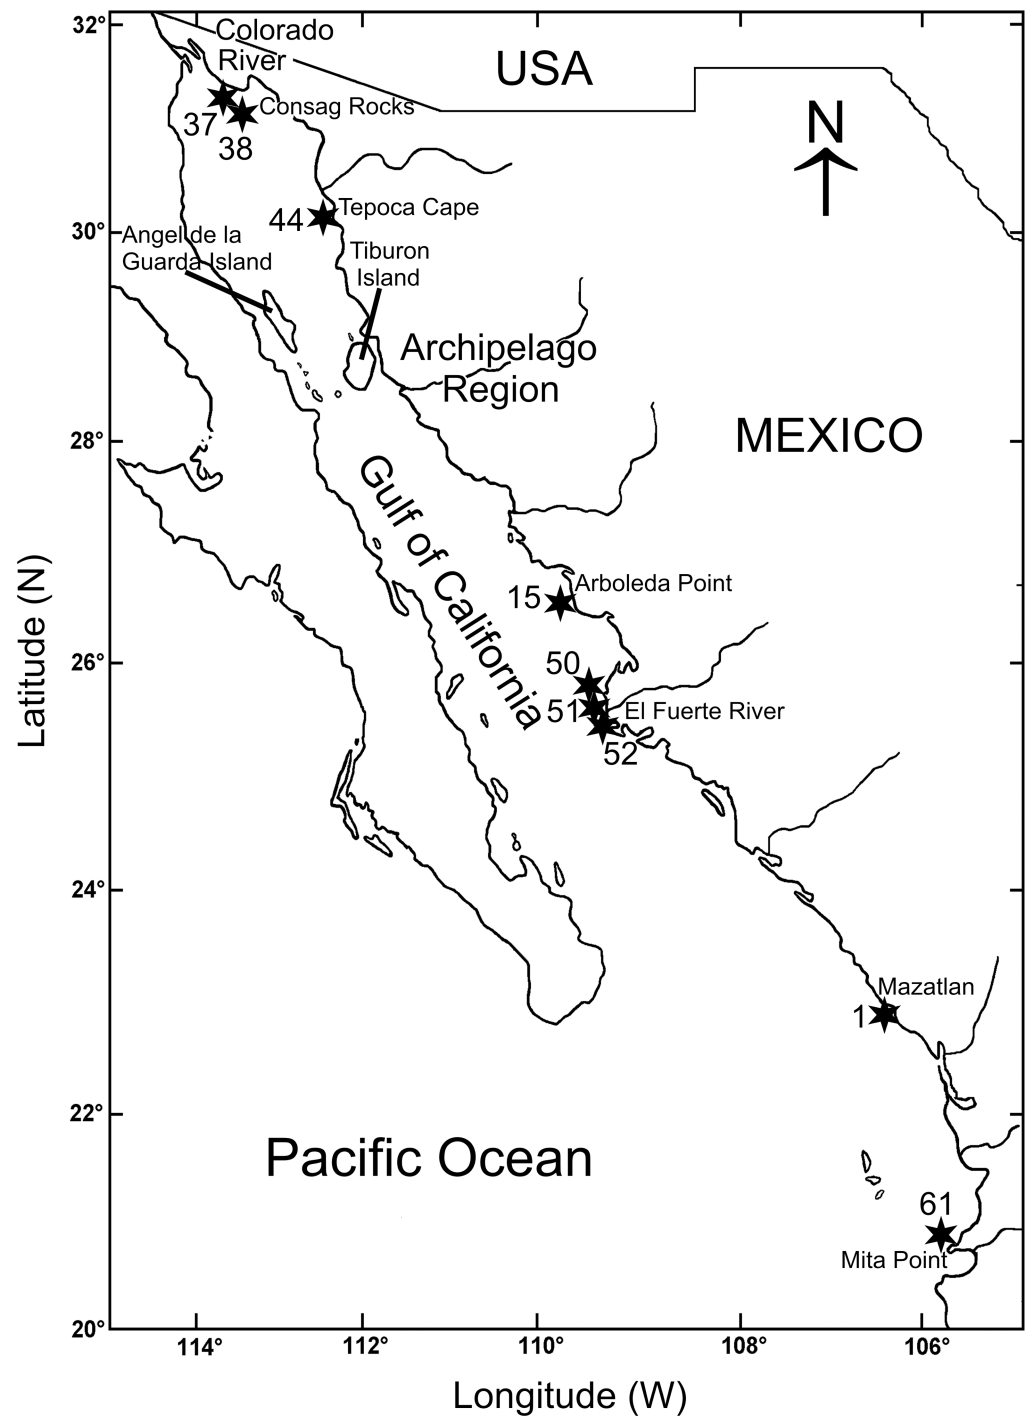 32°
Colorado
River
USA
Consag Rocks
37
38
N
44
Tepoca Cape
30°
Angel de la
Guarda Island
Tiburon
Island
Archipelago
Region
28°
MEXICO
Gulf of California
15
Arboleda Point
26°
50
51
El Fuerte River
52
24°
Mazatlan
1
22°
Pacific Ocean
61
Mita Point
20°
114°
112°
110°
108°
106°
Latitude (N)
Longitude (W)